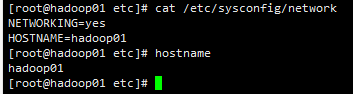 [root@hadoop01 etc]# cat /etc/sysconfig/network
NETWORKING=yes
HOSTNAME=hadoop01
[root@hadoop01 etc]# hostname
hadoop01
[root@hadoop01 etc]#